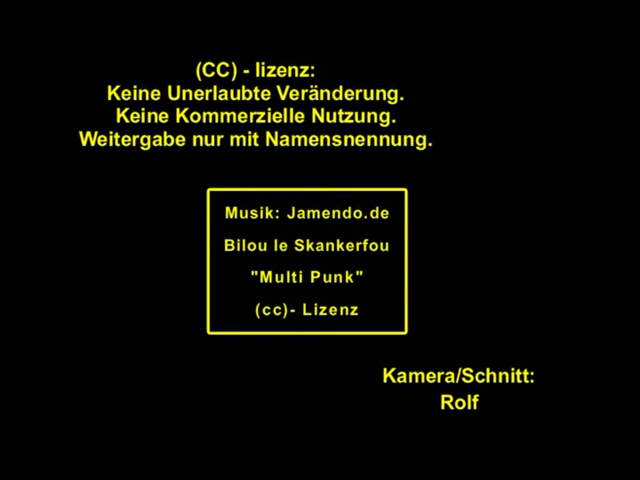 (CC) - lizenz:
Keine Unerlaubte Veränderung.
Keine Kommerzielle Nutzung.
Weitergabe nur mit Namensnennung.
Musik: Jamendo.de
Bilou le Skankerfou
"Multi Punk"
(cc)- Lizenz
Kamera/Schnitt:
Rolf